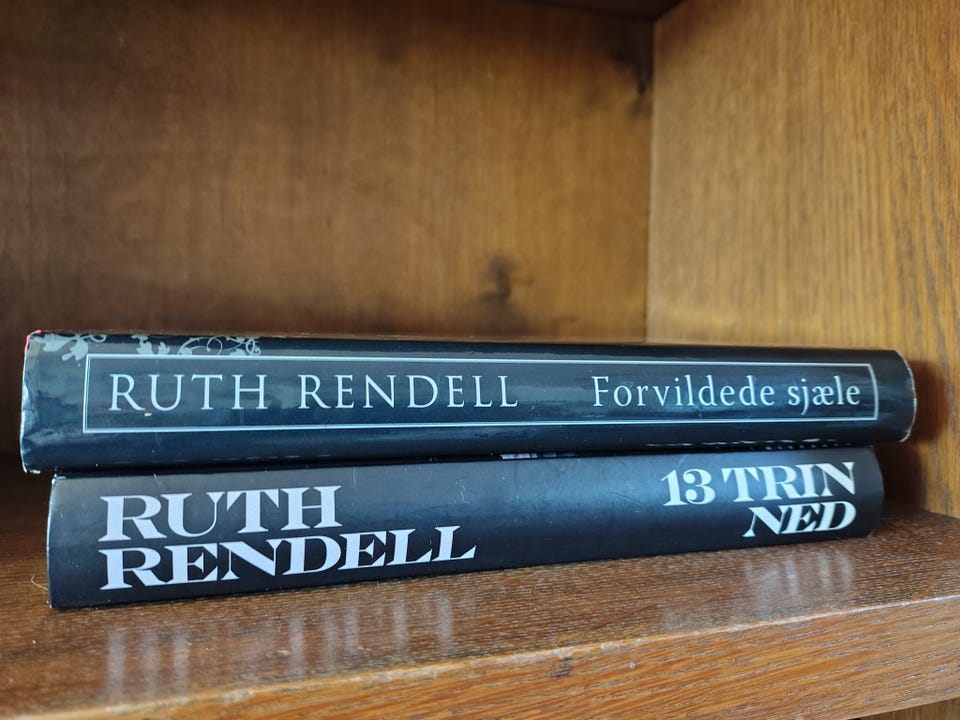 RUTH RENDELL Forvildede sjæle
RUTH
RENDELL
13 TRIN
NED